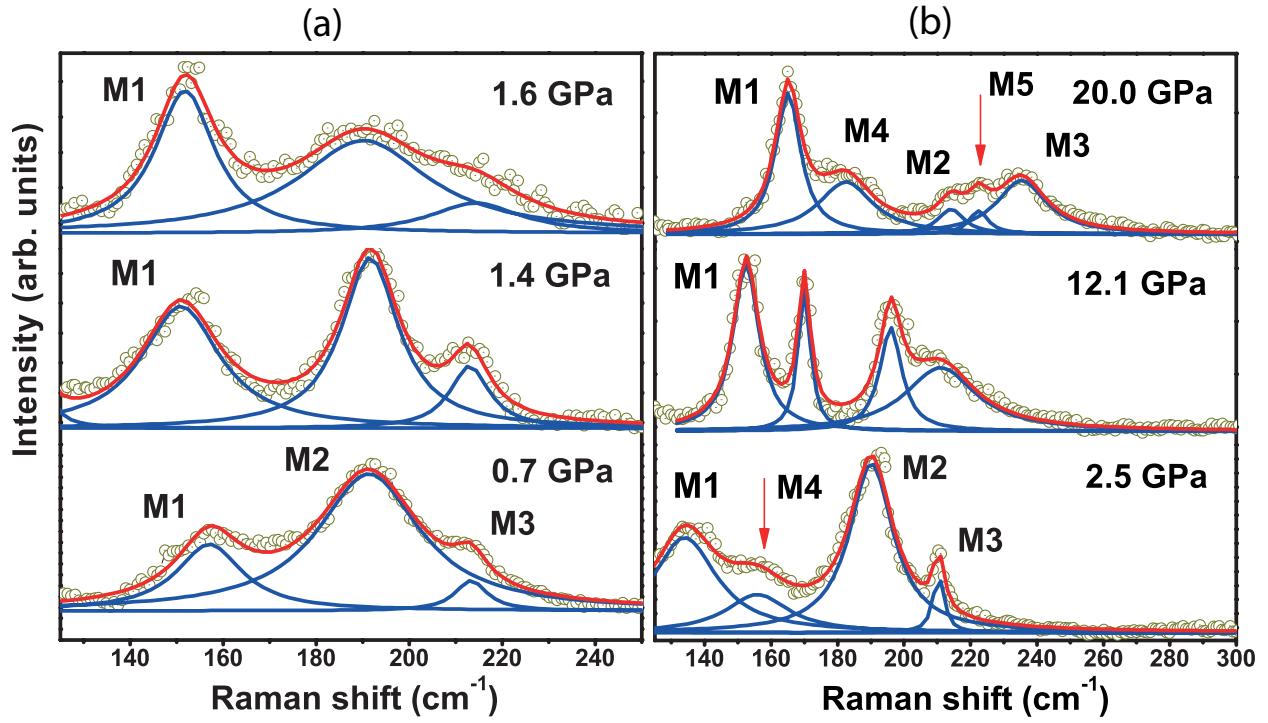 (a)
(b)
M1
1.6 GPa
M1
1.4 GPa
M1
M2
M3
0.7 GPa
M1
M4
M2
M5
M3
20.0 GPa
M1
12.1 GPa
M1
M4
M2
M3
2.5 GPa
Intensity (arb. units)
140 160 180 200 220 240
140 160 180 200 220 240 260 280 300
Raman shift (cm⁻¹)
Raman shift (cm⁻¹)